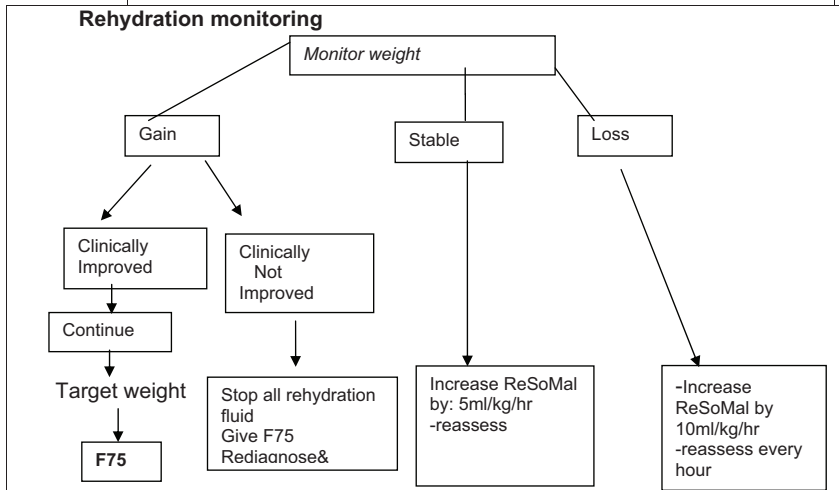 Rehydration monitoring
Monitor weight
Gain
Stable
Loss
Clinically
Improved
Clinically
Not
Improved
Continue
Target weight
F75
Stop all rehydration
fluid
Give F75
Rediagnose&
Increase ReSoMal
by: 5ml/kg/hr
-reassess
-Increase
ReSoMal by
10ml/kg/hr
-reassess every
hour